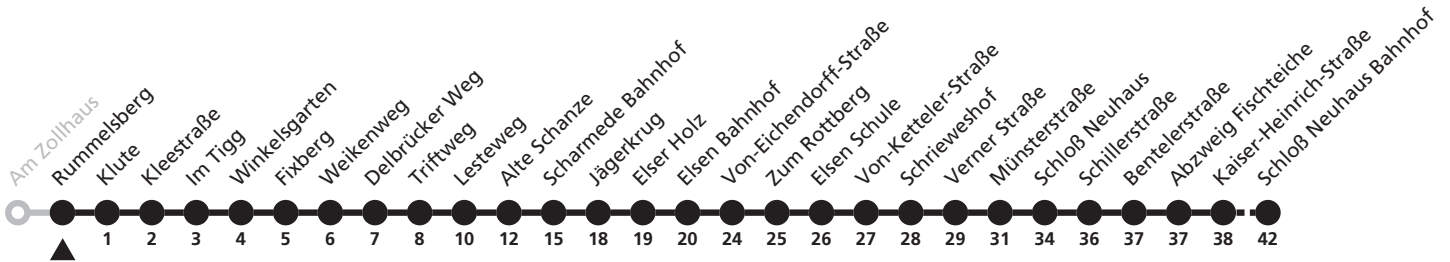 Am Zollhaus
Rummelsberg
Klute
Kleestraße
Im Tigg
Winkelsgarten
Fixberg
Weikenweg
Delbrücker Weg
Triftweg
Lesteweg
Alte Schanze
Scharmede Bahnhof
Jägerkrug
Elser Holz
Elsen Bahnhof
Von-Eichendorff-Straße
Zum Rottberg
Elsen Schule
Von-Ketteler-Straße
Schrieweshof
Verner Straße
Münsterstraße
Schloß Neuhaus
Schillerstraße
Bentelerstraße
Abzweig Fischteiche
Kaiser-Heinrich-Straße
Schloß Neuhaus Bahnhof
1 2 3 4 5 6 7 8 10 12 15 18 19 20 24 25 26 27 28 29 31 34 36 37 37 38 42